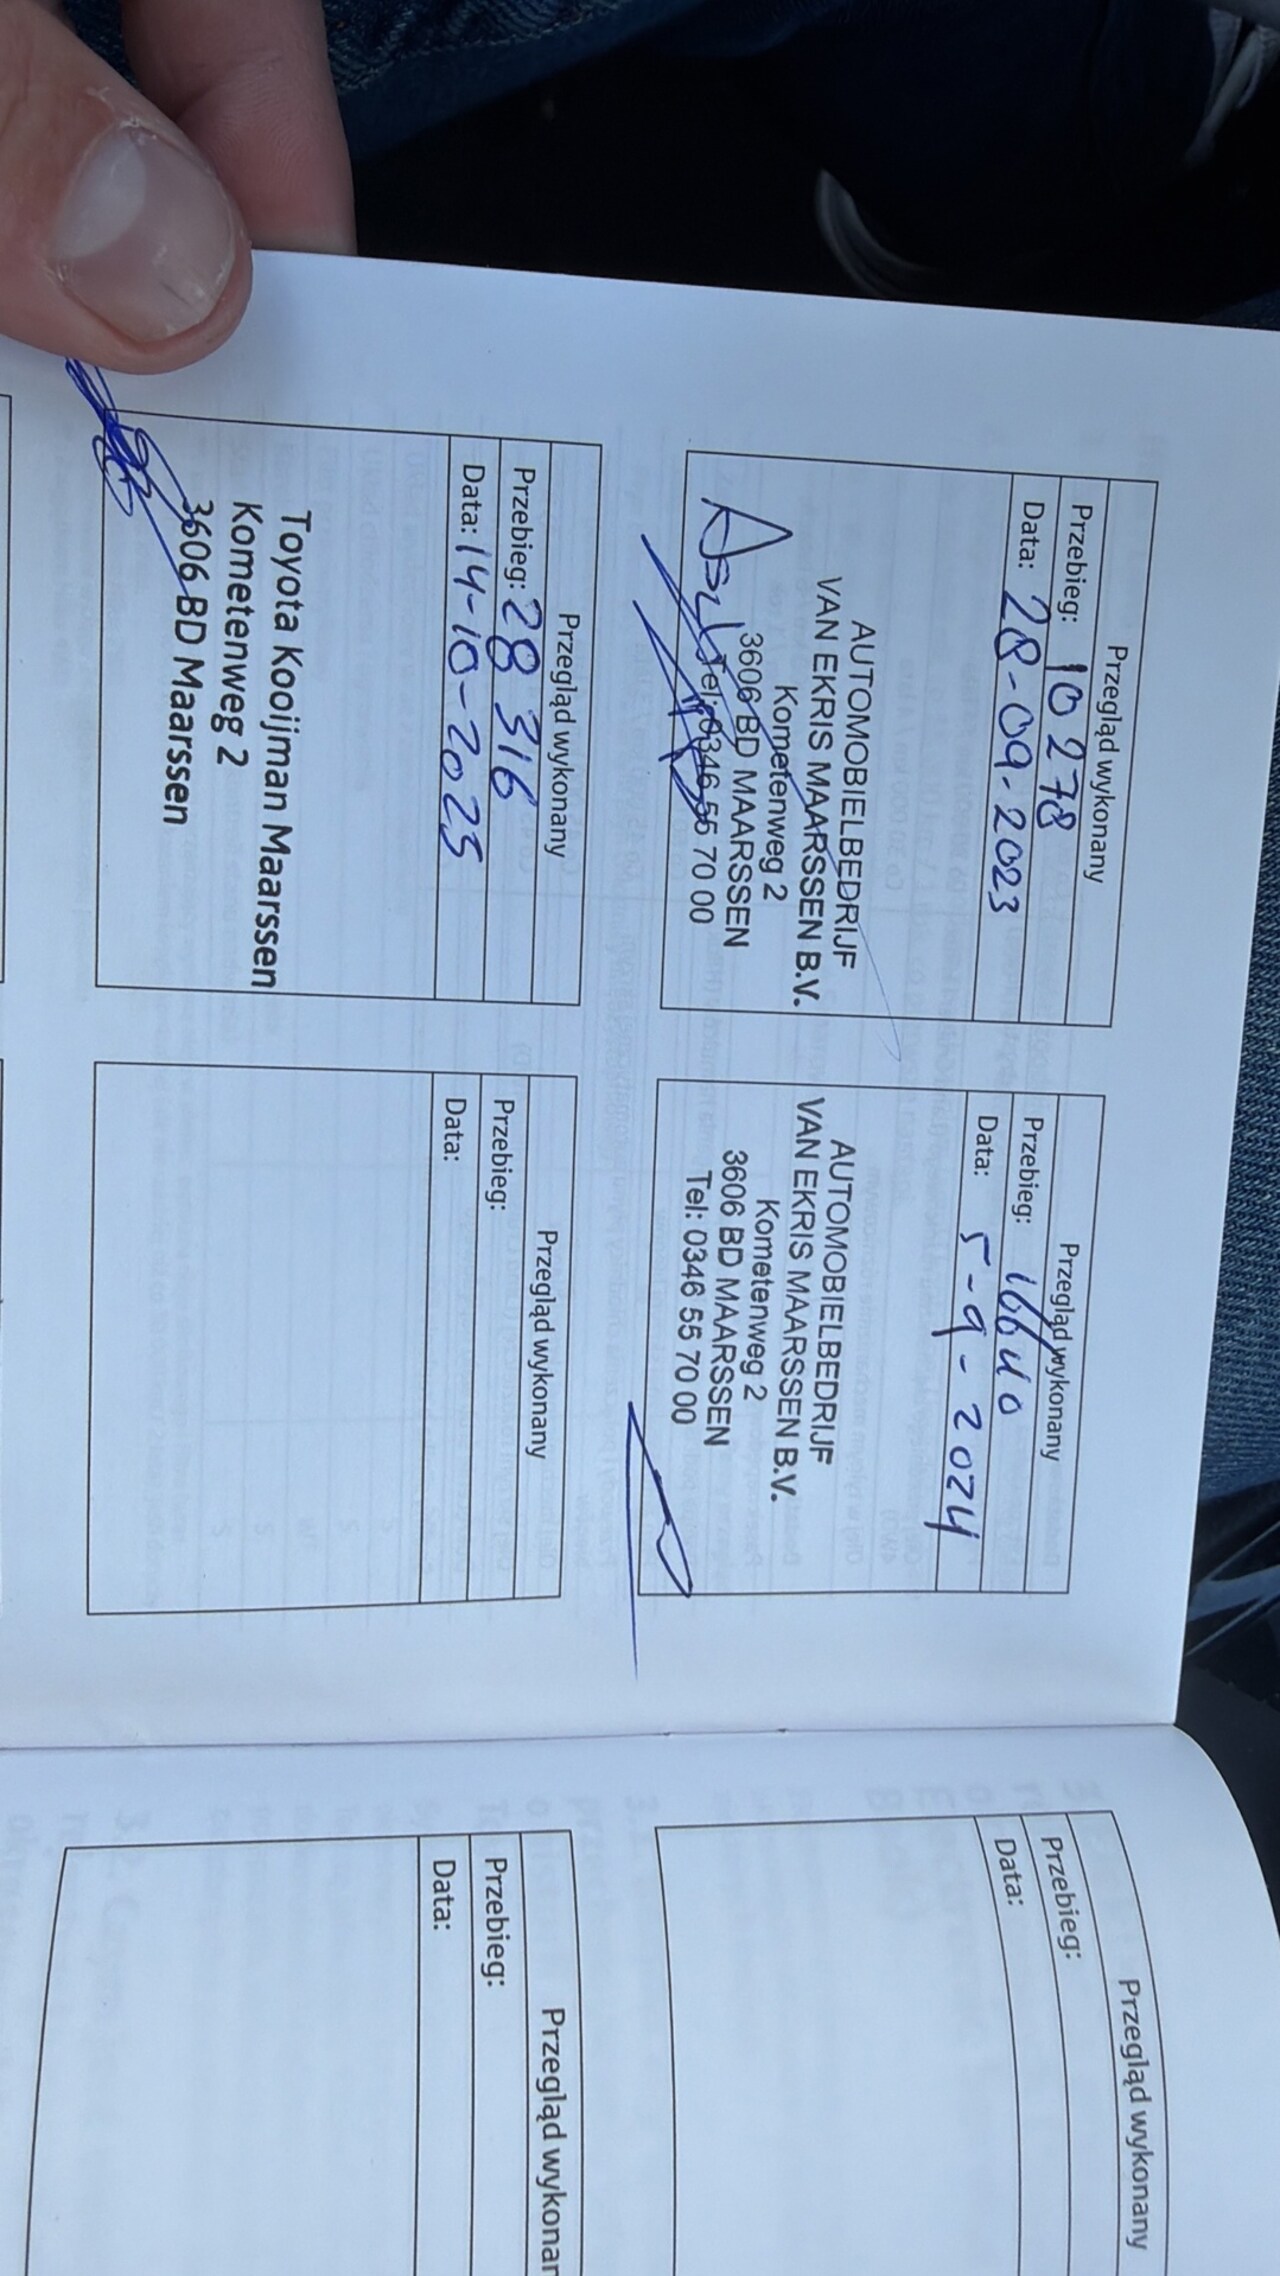 Przegląd wykonany
Przebieg: 10 278
Data: 28-09-2023
AUTOMOBIELBEDRIJF
VAN EKRIS MAARSSEN B.V.
Kometenweg 2
3606 BD MAARSSEN
Tel: 0346 55 70 00
Przegląd wykonany
Przebieg: 16640
Data: 5-9-2024
AUTOMOBIELBEDRIJF
VAN EKRIS MAARSSEN B.V.
Kometenweg 2
3606 BD MAARSSEN
Tel: 0346 55 70 00
Przegląd wykonany
Przebieg: 28 316
Data: 14-10-2025
Toyota Kooijman Maarssen
Kometenweg 2
3606 BD Maarssen
Przegląd wykonany
Przebieg:
Data:
Przegląd wykonany
Przebieg:
Data:
Przegląd wykonan
Przebieg:
Data: